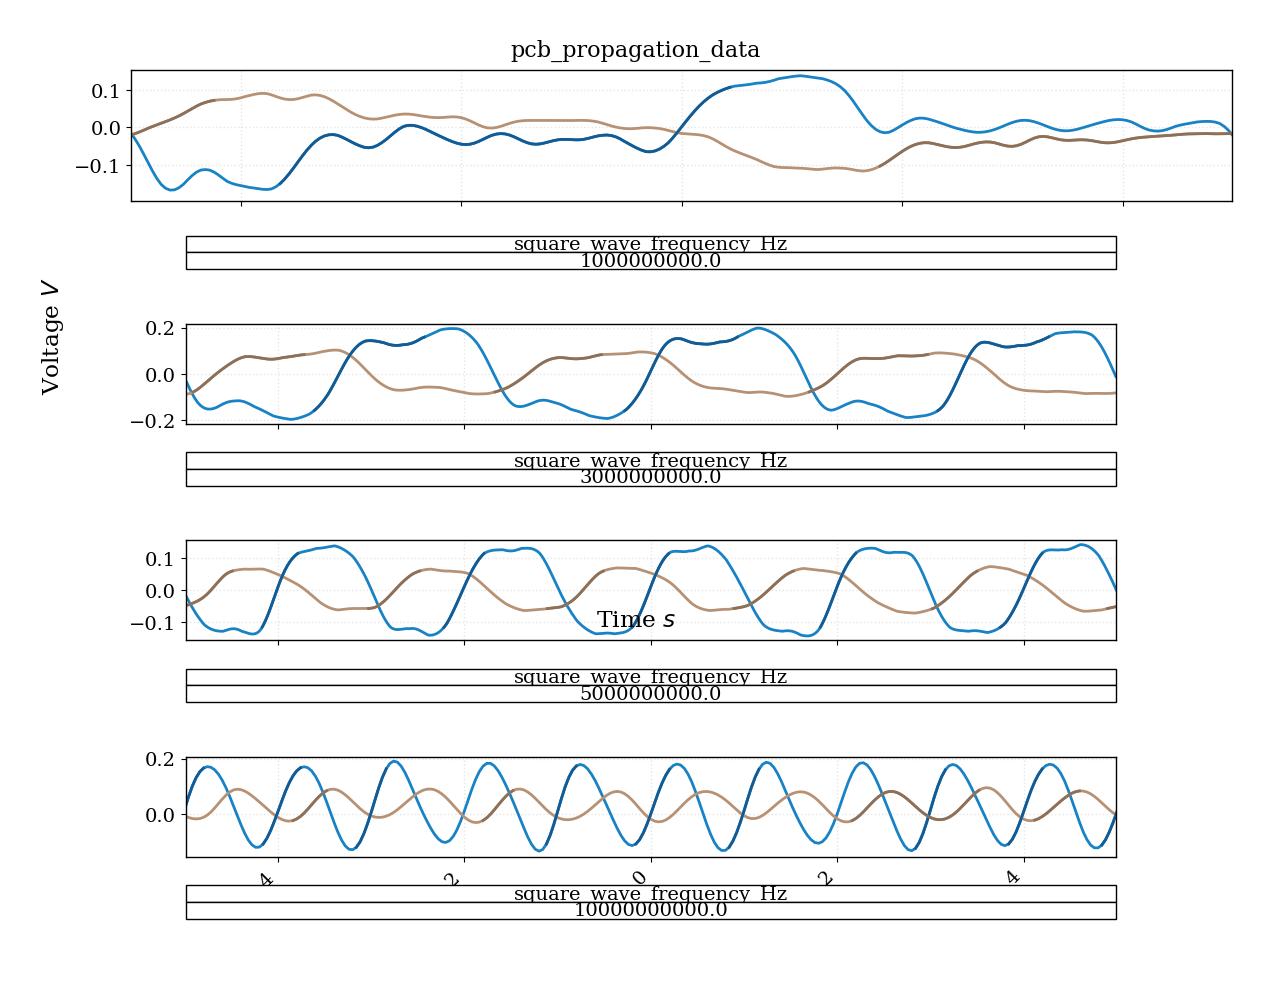 pcb_propagation_data
0.1
0.0
−0.1
square_wave_frequency_Hz
1000000000.0
Voltage V
0.2
0.0
−0.2
square_wave_frequency_Hz
3000000000.0
0.1
0.0
−0.1
Time s
square_wave_frequency_Hz
5000000000.0
0.2
0.0
4 2 0 2 4
square_wave_frequency_Hz
10000000000.0